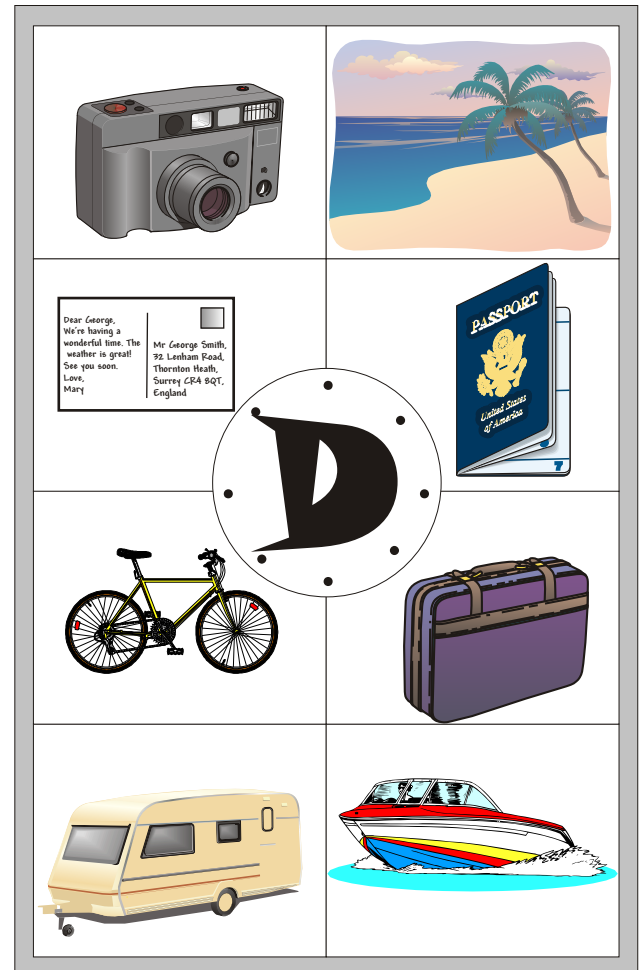 Dear George,
We're having a
wonderful time. The
weather is great!
See you soon.
Love,
Mary
Mr George Smith,
32 Lenham Road,
Thornton Heath,
Surrey CR4 8QT,
England
PASSPORT
United States
of America
7
D